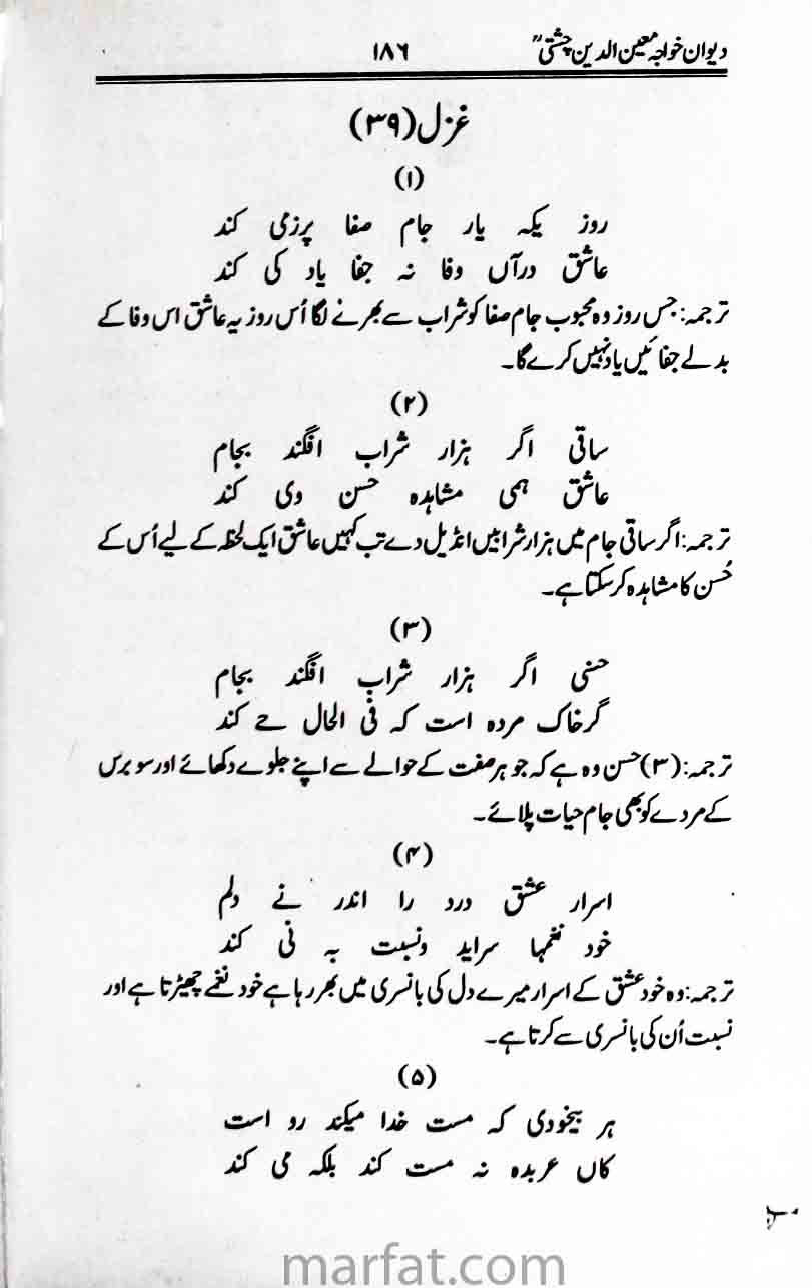 دیوان خواجہ معین الدین چشتیؒ ۱۸۶
غزل (۳۹)
(۱)
روز یکہ یار جام صفا پرزمی کند
عاشق درآں وفا نہ جفا یاد کی کند
ترجمہ: جس روز وہ محبوب جام صفا کو شراب سے بھرنے لگا اُس روز یہ عاشق اس وفا کے
بدلے جفائیں یاد نہیں کرے گا۔
(۲)
ساقی اگر ہزار شراب افگند بجام
عاشق ہمی مشاہدہ حسن وی کند
ترجمہ: اگر ساقی جام میں ہزار شرابیں انڈیل دے تب کہیں عاشق ایک لحظہ کے لیے اُس کے
حُسن کا مشاہدہ کر سکتا ہے۔
(۳)
حسنی اگر ہزار شراب افگند بجام
گرخاک مردہ است کہ فی الحال حے کند
ترجمہ: (۳) حسن وہ ہے کہ جو ہر صفت کے حوالے سے اپنے جلوے دکھائے اور سو برس
کے مردے کو بھی جام حیات پلائے۔
(۴)
اسرار عشق درد را اندر نے دلم
خود نغمہا سراید ونسبت بہ نی کند
ترجمہ: وہ خود عشق کے اسرار میرے دل کی بانسری میں بھر رہا ہے خود نغمے چھیڑتا ہے اور
نسبت اُن کی بانسری سے کرتا ہے۔
(۵)
ہر بیخودی کہ مست خدا میکند رو است
کاں عربدہ نہ مست کند بلکہ می کند
marfat.com